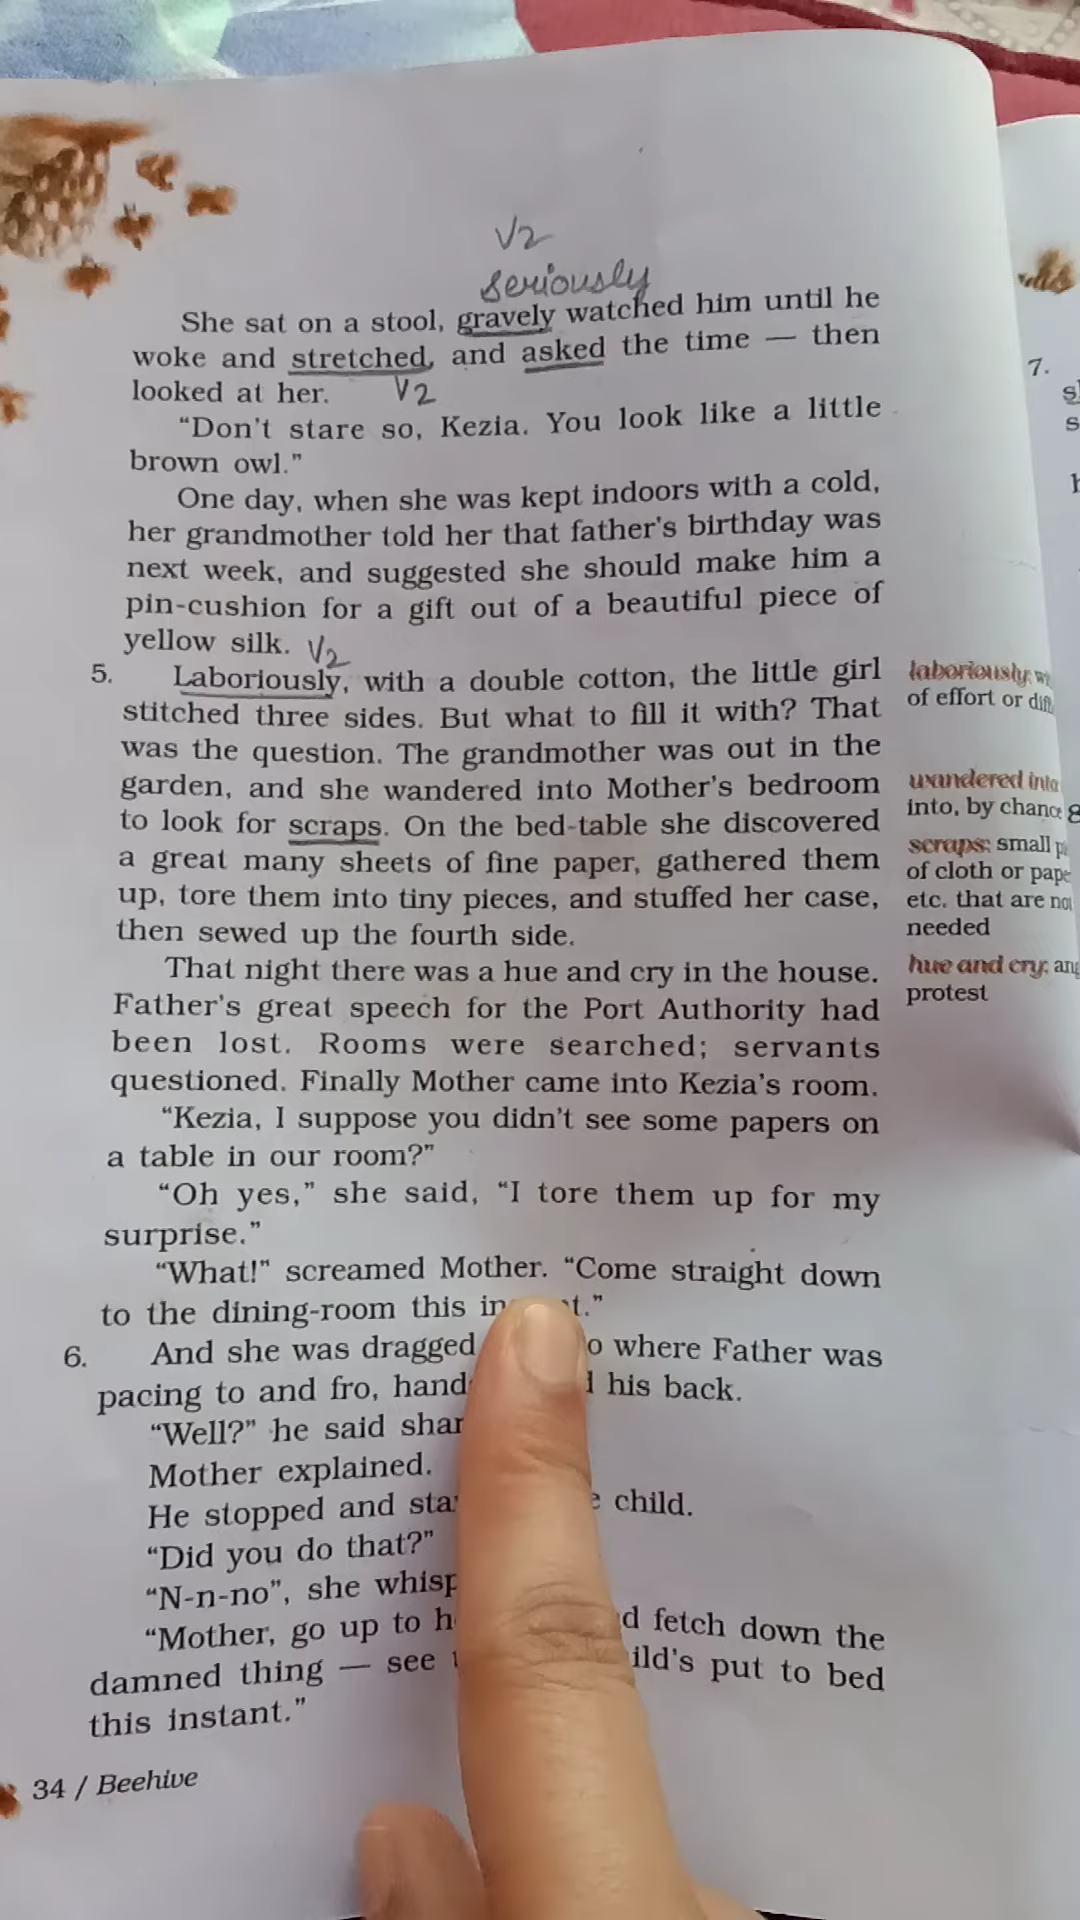 V2
seriously
She sat on a stool, gravely watched him until he
woke and stretched, and asked the time — then
looked at her. V2
“Don't stare so, Kezia. You look like a little
brown owl.”
One day, when she was kept indoors with a cold,
her grandmother told her that father's birthday was
next week, and suggested she should make him a
pin-cushion for a gift out of a beautiful piece of
yellow silk. V2
5. Laboriously, with a double cotton, the little girl
stitched three sides. But what to fill it with? That
was the question. The grandmother was out in the
garden, and she wandered into Mother's bedroom
to look for scraps. On the bed-table she discovered
a great many sheets of fine paper, gathered them
up, tore them into tiny pieces, and stuffed her case,
then sewed up the fourth side.
That night there was a hue and cry in the house.
Father's great speech for the Port Authority had
been lost. Rooms were searched; servants
questioned. Finally Mother came into Kezia's room.
“Kezia, I suppose you didn't see some papers on
a table in our room?”
“Oh yes,” she said, “I tore them up for my
surprise.”
“What!” screamed Mother. “Come straight down
to the dining-room this
6. And she was dragged where Father was
pacing to and fro, his back.
“Well?” he said
Mother explained.
He stopped and child.
“Did you do that?”
“N-n-no”, she
“Mother, go up to fetch down the
damned thing — see put to bed
this instant.”
34 / Beehive
laboriously:
of effort or
wandered into
into, by chance
scraps: small
of cloth or
etc. that are
needed
hue and cry:
protest
7.